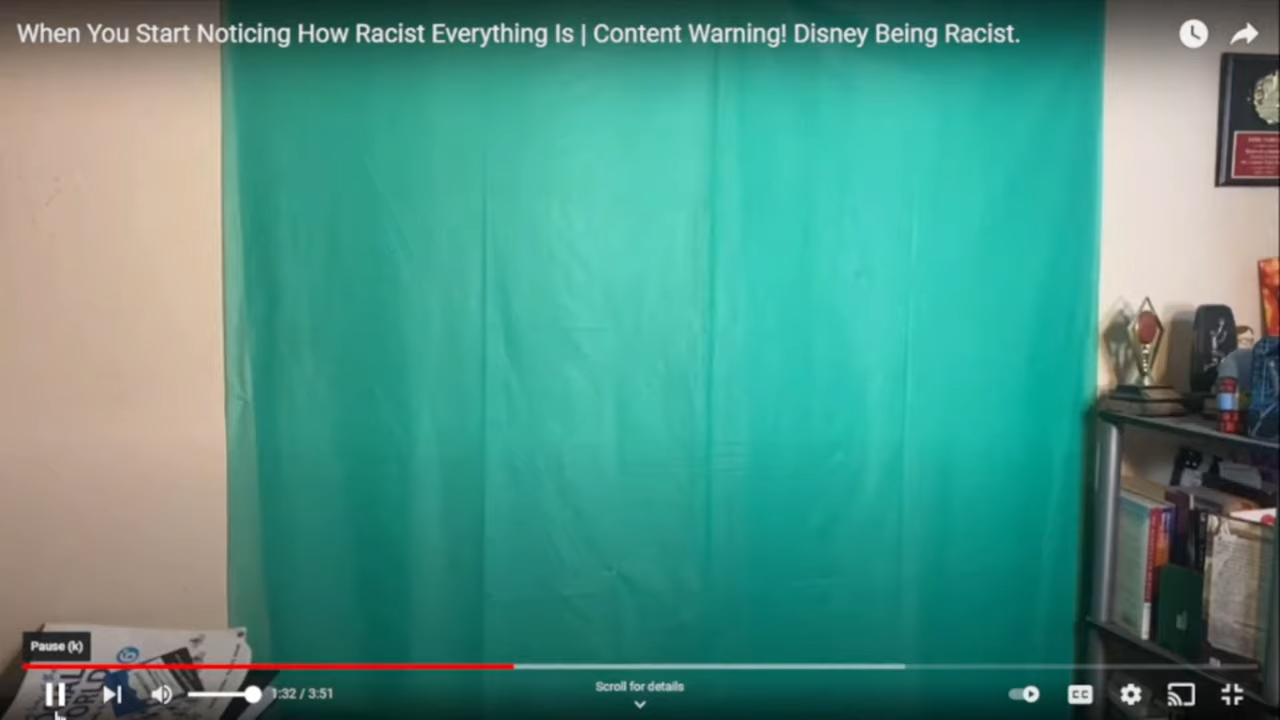 When You Start Noticing How Racist Everything Is | Content Warning! Disney Being Racist.
Pause (k)
1:32 / 3:51
Scroll for details
CC